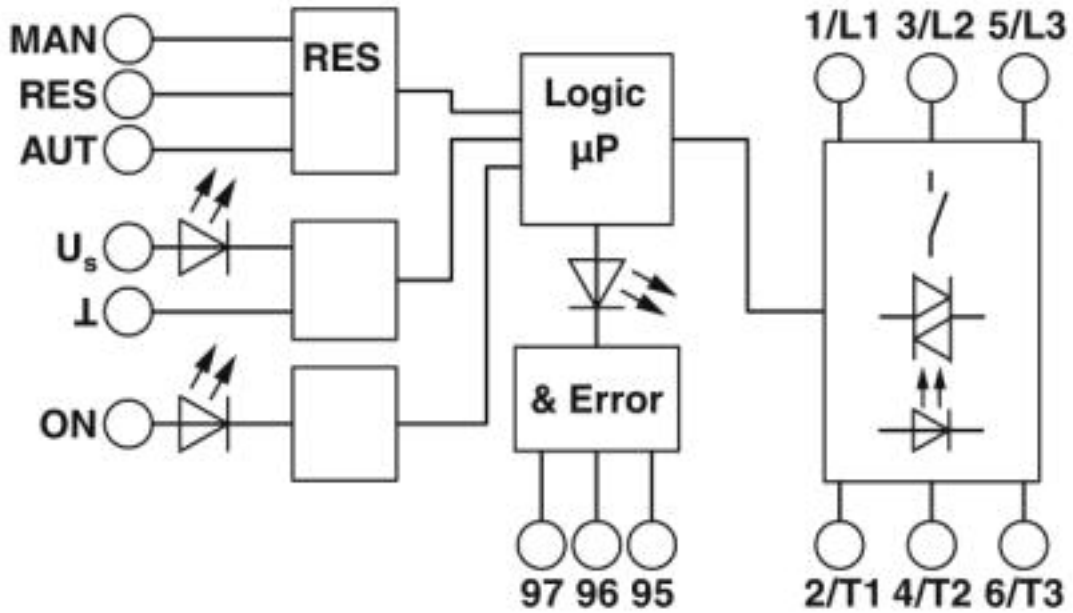 MAN
RES
AUT
RES
U_s
⊥
ON
Logic
μP
& Error
97 96 95
1/L1 3/L2 5/L3
2/T1 4/T2 6/T3